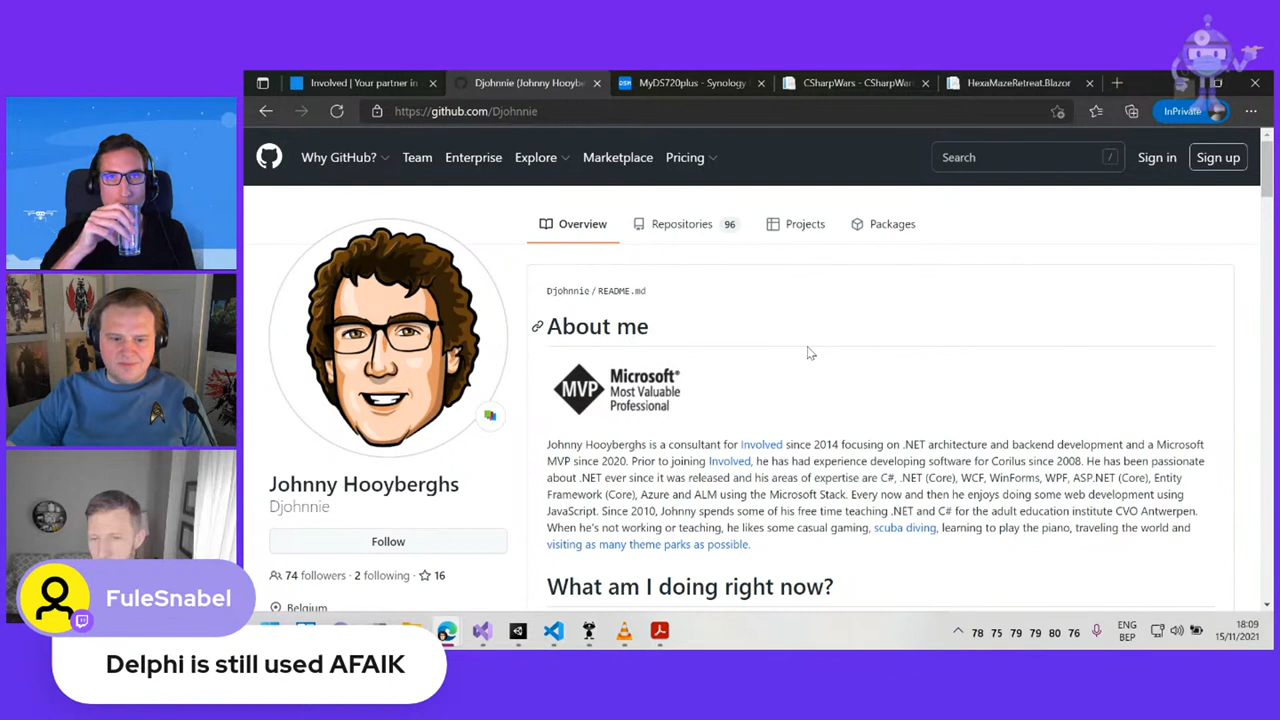 Involved | Your partner in
Djohnnie (Johnny Hooybe
MyDS720plus - Synology
CSharpWars - CSharpWar
HexaMazeRetreat.Blazor
https://github.com/Djohnnie
InPrivate
Why GitHub?
Team
Enterprise
Explore
Marketplace
Pricing
Search
/
Sign in
Sign up
Overview
Repositories 96
Projects
Packages
Djohnnie / README.md
About me
MVP
Microsoft®
Most Valuable
Professional
Johnny Hooyberghs is a consultant for Involved since 2014 focusing on .NET architecture and backend development and a Microsoft
MVP since 2020. Prior to joining Involved, he has had experience developing software for Corilus since 2008. He has been passionate
about .NET ever since it was released and his areas of expertise are C#, .NET (Core), WCF, WinForms, WPF, ASP.NET (Core), Entity
Framework (Core), Azure and ALM using the Microsoft Stack. Every now and then he enjoys doing some web development using
JavaScript. Since 2010, Johnny spends some of his free time teaching .NET and C# for the adult education institute CVO Antwerpen.
When he's not working or teaching, he likes some casual gaming, scuba diving, learning to play the piano, traveling the world and
visiting as many theme parks as possible.
What am I doing right now?
Johnny Hooyberghs
Djohnnie
Follow
74 followers · 2 following · 16
Belgium
78 75 79 79 80 76
ENG
BEP
18:09
15/11/2021
FuleSnabel
Delphi is still used AFAIK